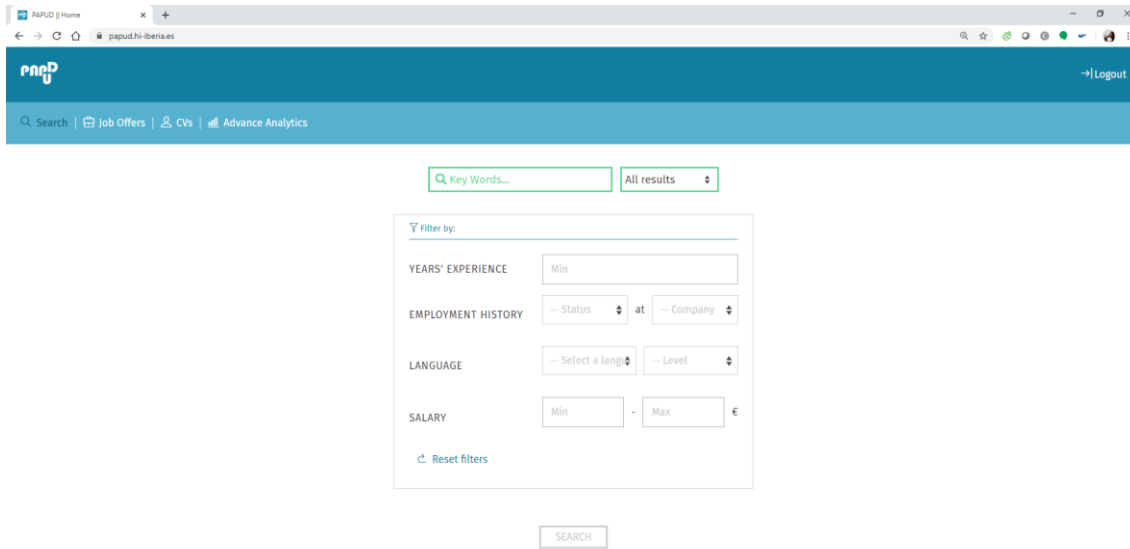 PAPUD || Home
papud.hi-iberia.es
PAPUD
Logout
Search | Job Offers | CVs | Advance Analytics
Key Words... All results
Filter by:
YEARS' EXPERIENCE Min
EMPLOYMENT HISTORY -- Status at -- Company
LANGUAGE -- Select a langu -- Level
SALARY Min - Max €
Reset filters
SEARCH